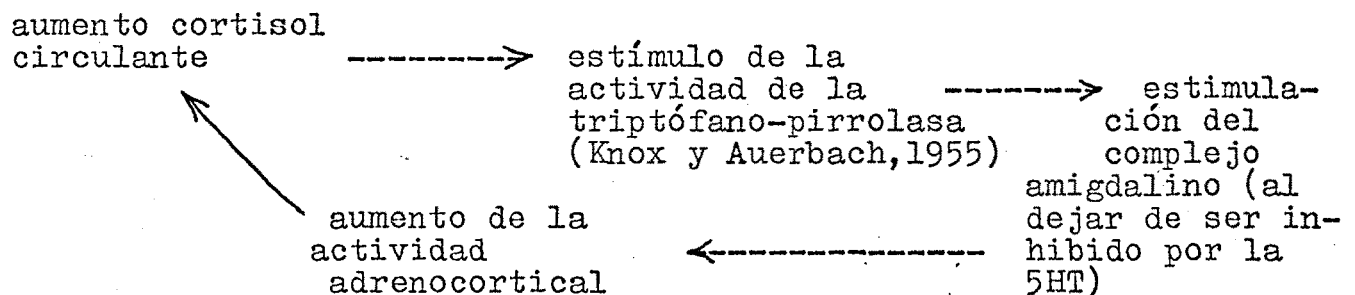 aumento cortisol
circulante
estímulo de la
actividad de la
triptófano-pirrolasa
(Knox y Auerbach,1955)
estimula-
ción del
complejo
amigdalino (al
dejar de ser in-
hibido por la
5HT)
aumento de la
actividad
adrenocortical